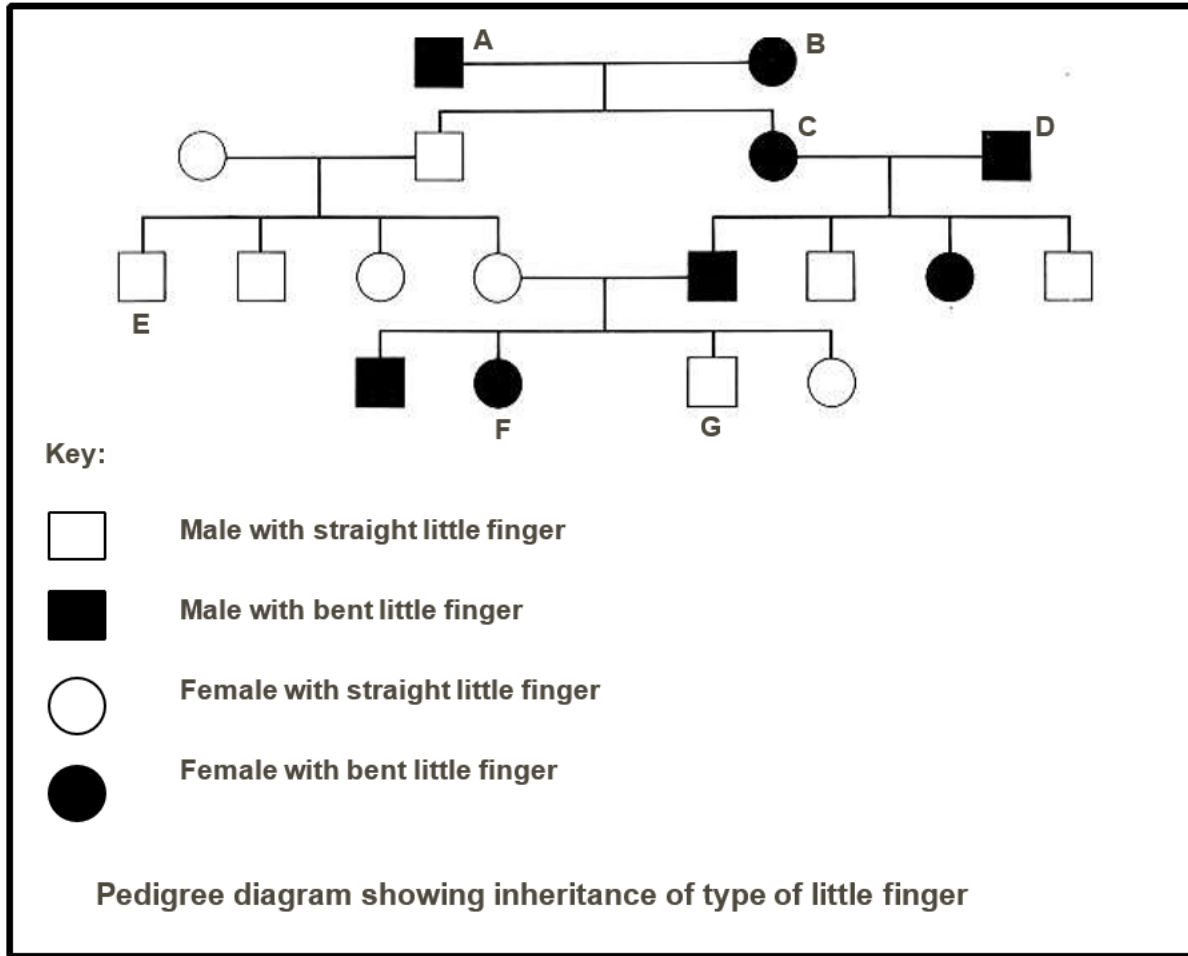 A
B
C
D
E
F
G
Key:
Male with straight little finger
Male with bent little finger
Female with straight little finger
Female with bent little finger
Pedigree diagram showing inheritance of type of little finger